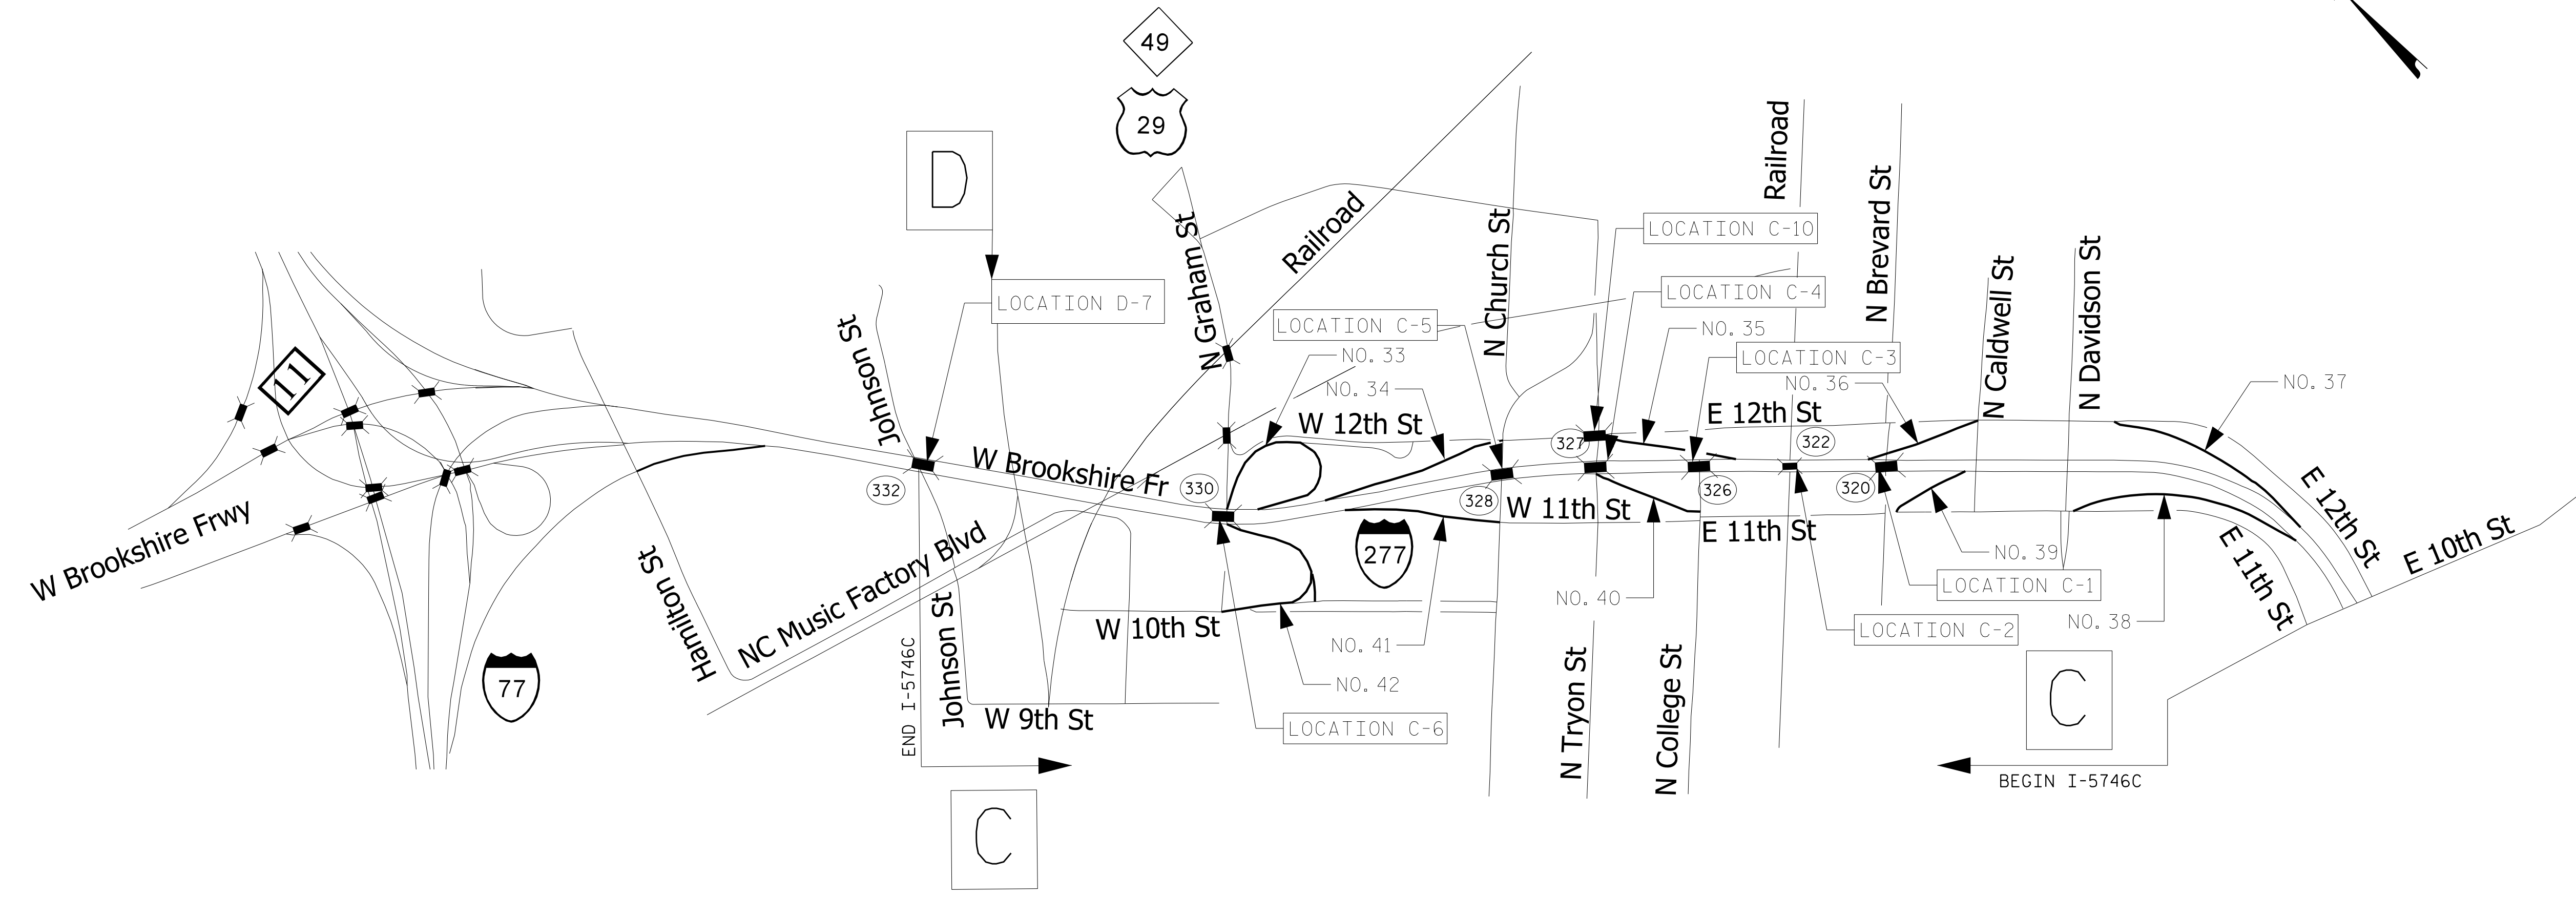 49
29
D
LOCATION D-7
Johnson St
N Graham St
Railroad
N Church St
LOCATION C-10
Railroad
N Brevard St
LOCATION C-4
LOCATION C-5
NO. 35
NO. 33
LOCATION C-3
NO. 34
NO. 36
N Caldwell St
N Davidson St
NO. 37
11
W 12th St
E 12th St
327
322
W Brookshire Fr
332
330
328
326
320
W 11th St
E 11th St
E 12th St
E 10th St
W Brookshire Frwy
277
NO. 39
E 11th St
LOCATION C-1
NO. 40
NO. 38
Hamilton St
NC Music Factory Blvd
Johnson St
W 10th St
LOCATION C-2
NO. 41
NO. 42
77
END I-5746C
W 9th St
LOCATION C-6
N Tryon St
N College St
C
BEGIN I-5746C
C